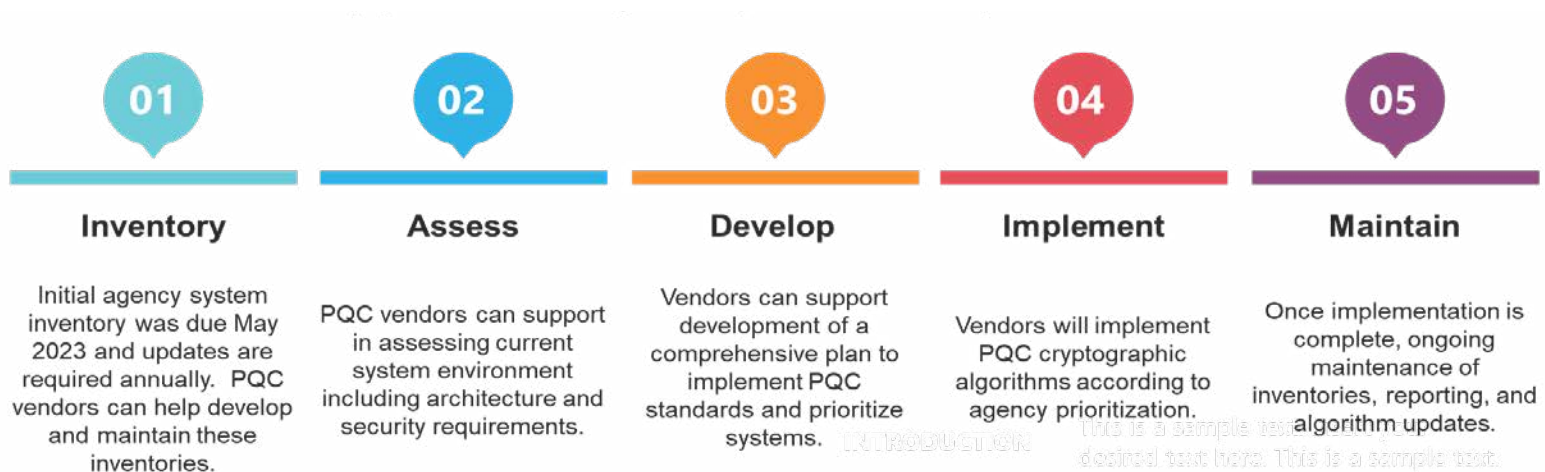 01
Inventory
Initial agency system
inventory was due May
2023 and updates are
required annually. PQC
vendors can help develop
and maintain these
inventories.
02
Assess
PQC vendors can support
in assessing current
system environment
including architecture and
security requirements.
03
Develop
Vendors can support
development of a
comprehensive plan to
implement PQC
standards and prioritize
systems.
04
Implement
Vendors will implement
PQC cryptographic
algorithms according to
agency prioritization.
05
Maintain
Once implementation is
complete, ongoing
maintenance of
inventories, reporting, and
algorithm updates.
INTRODUCTION
This is a sample text.
desired text here. This is a sample text.